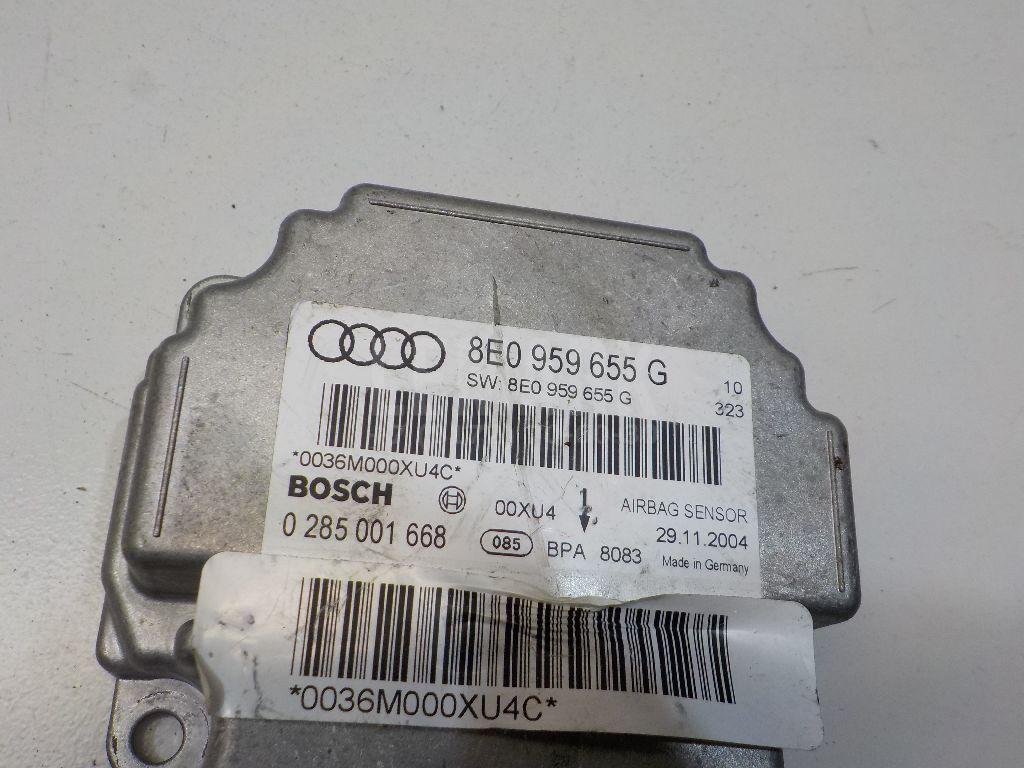 8E0 959 655 G
SW: 8E0 959 655 G
10
323
*0036M000XU4C*
BOSCH
00XU4
1
AIRBAG SENSOR
0 285 001 668
085
BPA 8083
29.11.2004
Made in Germany
*0036M000XU4C*